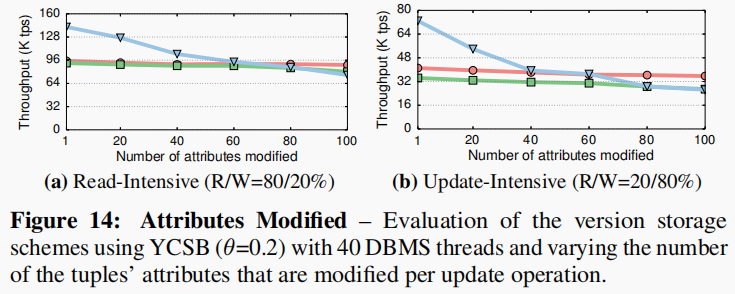 160
128
96
64
32
0
Throughput (K tps)
1 20 40 60 80 100
Number of attributes modified
(a) Read-Intensive (R/W=80/20%)
80
64
48
32
16
0
Throughput (K tps)
1 20 40 60 80 100
Number of attributes modified
(b) Update-Intensive (R/W=20/80%)
Figure 14: Attributes Modified – Evaluation of the version storage
schemes using YCSB (θ=0.2) with 40 DBMS threads and varying the number
of the tuples’ attributes that are modified per update operation.